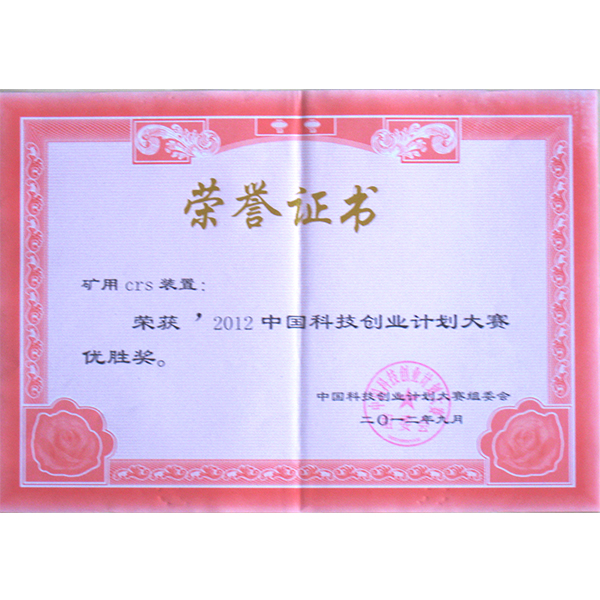 荣誉证书
矿用crs装置：
荣获 ’2012中国科技创业计划大赛
优胜奖。
中国科技创业计划大赛组委会
二〇一二年九月